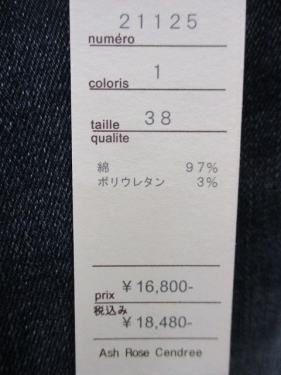 21125
numéro
coloris 1
taille 38
qualite
綿 97%
ポリウレタン 3%
prix ¥16,800-
税込み
¥18,480-
Ash Rose Cendree